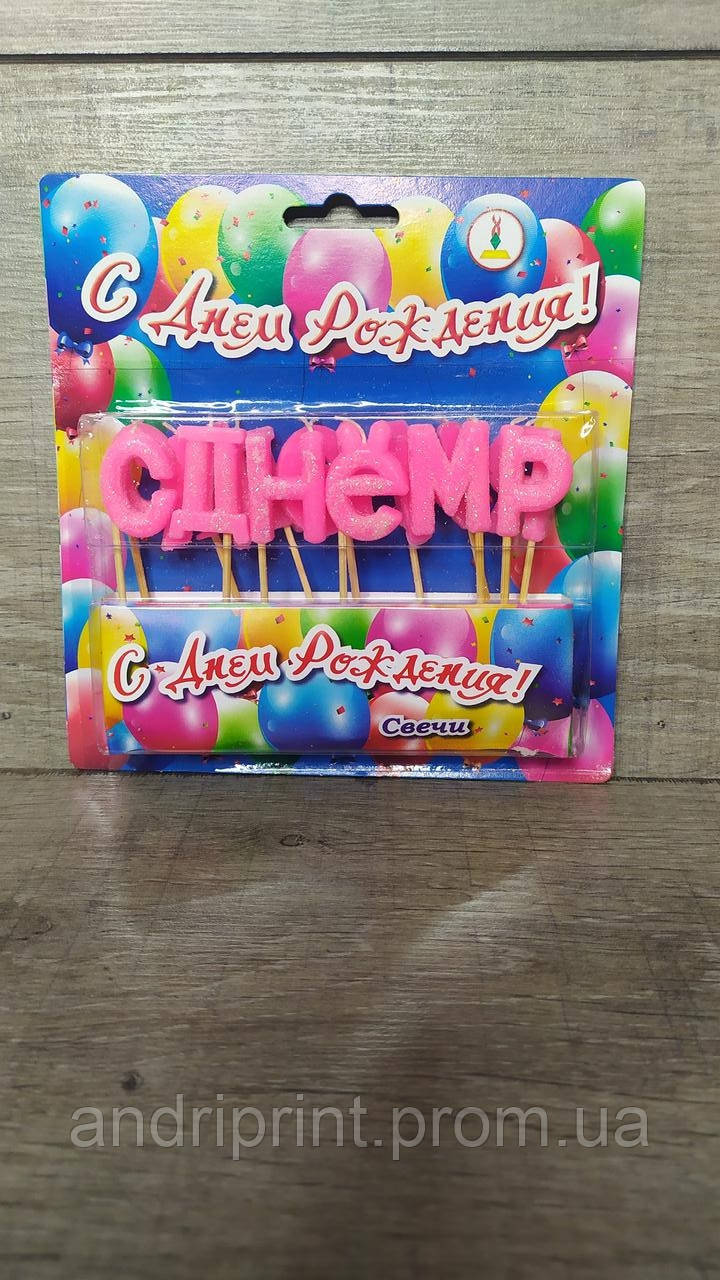 С Днем Рождения!
СДНЁМР
С Днем Рождения!
Свечи
andriprint.prom.ua